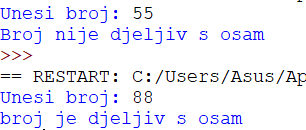 Unesi broj: 55
Broj nije djeljiv s osam
>>>
== RESTART: C:/Users/Asus/Ap
Unesi broj: 88
broj je djeljiv s osam